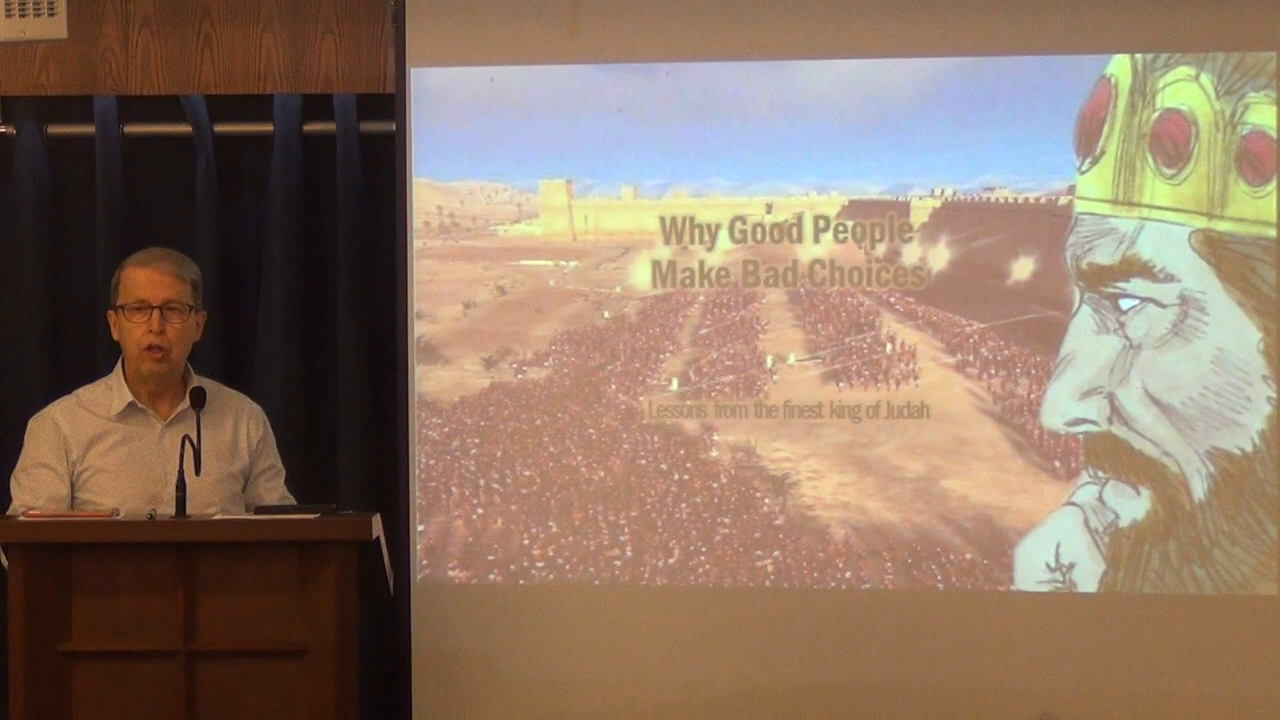 Why Good People
Make Bad Choices
Lessons from the finest king of Judah